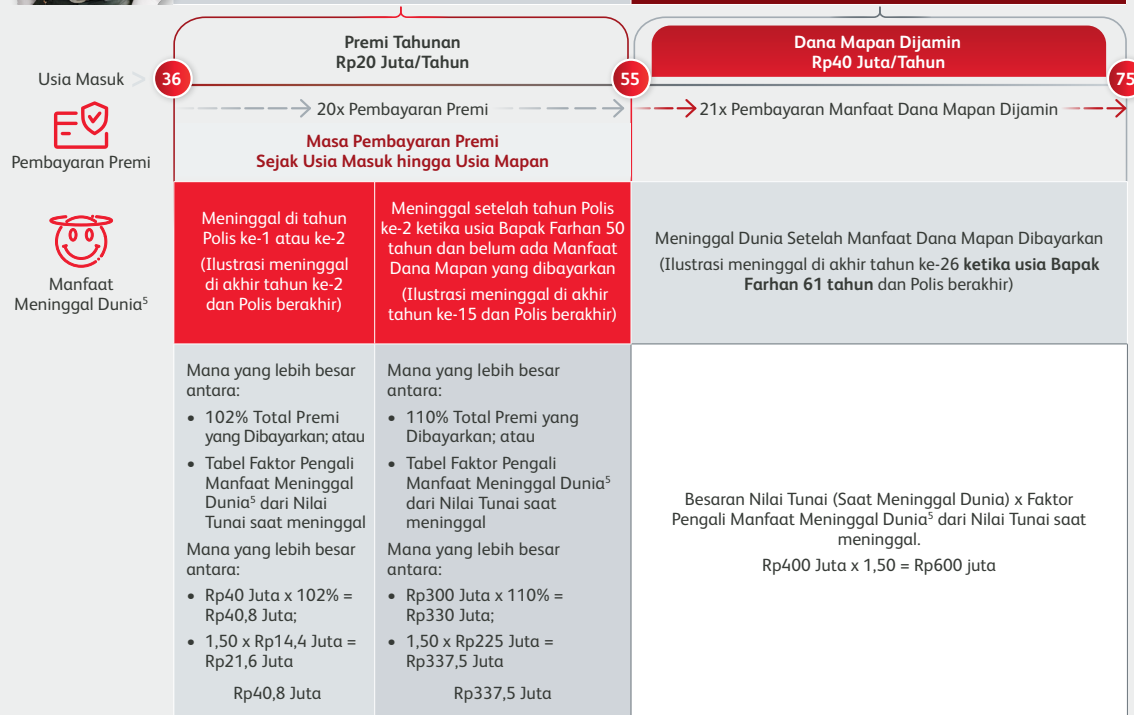 Premi Tahunan
Rp20 Juta/Tahun
Dana Mapan Dijamin
Rp40 Juta/Tahun
Usia Masuk >
36
55
75
20x Pembayaran Premi
21x Pembayaran Manfaat Dana Mapan Dijamin
Pembayaran Premi
Masa Pembayaran Premi
Sejak Usia Masuk hingga Usia Mapan
Manfaat
Meninggal Dunia⁵
Meninggal di tahun
Polis ke-1 atau ke-2
(Ilustrasi meninggal
di akhir tahun ke-2
dan Polis berakhir)
Meninggal setelah tahun Polis
ke-2 ketika usia Bapak Farhan 50
tahun dan belum ada Manfaat
Dana Mapan yang dibayarkan
(Ilustrasi meninggal di akhir
tahun ke-15 dan Polis berakhir)
Meninggal Dunia Setelah Manfaat Dana Mapan Dibayarkan
(Ilustrasi meninggal di akhir tahun ke-26 ketika usia Bapak
Farhan 61 tahun dan Polis berakhir)
Mana yang lebih besar
antara:
• 102% Total Premi
yang Dibayarkan; atau
• Tabel Faktor Pengali
Manfaat Meninggal
Dunia⁵ dari Nilai
Tunai saat meninggal
Mana yang lebih besar
antara:
• Rp40 Juta x 102% =
Rp40,8 Juta;
• 1,50 x Rp14,4 Juta =
Rp21,6 Juta
Rp40,8 Juta
Mana yang lebih besar
antara:
• 110% Total Premi yang
Dibayarkan; atau
• Tabel Faktor Pengali
Manfaat Meninggal Dunia⁵
dari Nilai Tunai saat
meninggal
Mana yang lebih besar
antara:
• Rp300 Juta x 110% =
Rp330 Juta;
• 1,50 x Rp225 Juta =
Rp337,5 Juta
Rp337,5 Juta
Besaran Nilai Tunai (Saat Meninggal Dunia) x Faktor
Pengali Manfaat Meninggal Dunia⁵ dari Nilai Tunai saat
meninggal.
Rp400 Juta x 1,50 = Rp600 juta